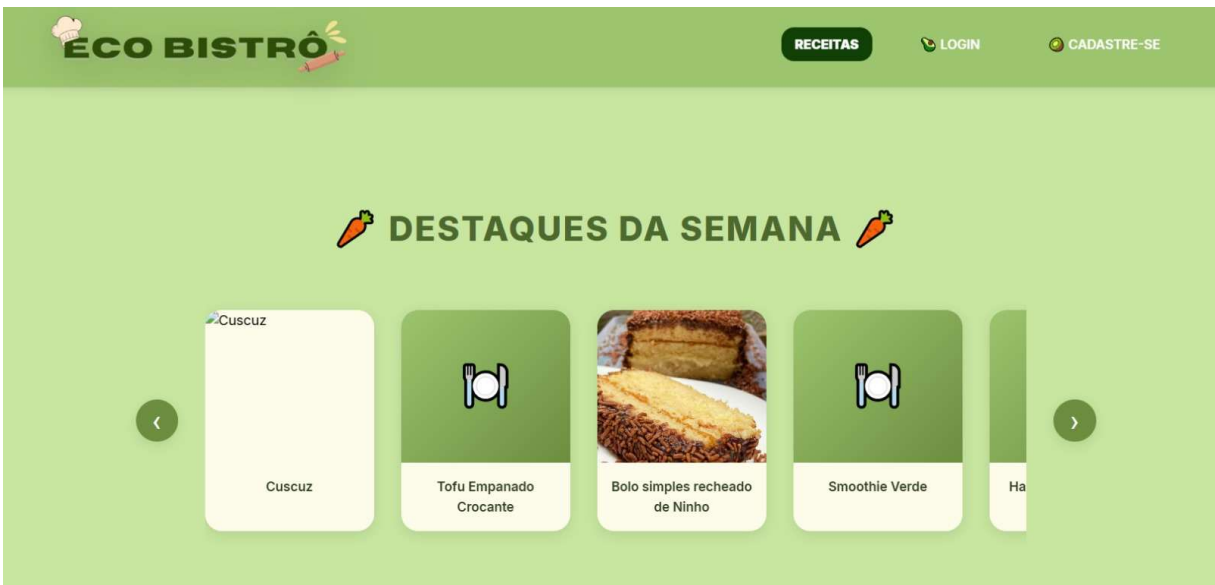 ECO BISTRÔ
RECEITAS
LOGIN
CADASTRE-SE
DESTAQUES DA SEMANA
Cuscuz
Cuscuz
Tofu Empanado
Crocante
Bolo simples recheado
de Ninho
Smoothie Verde
Ha